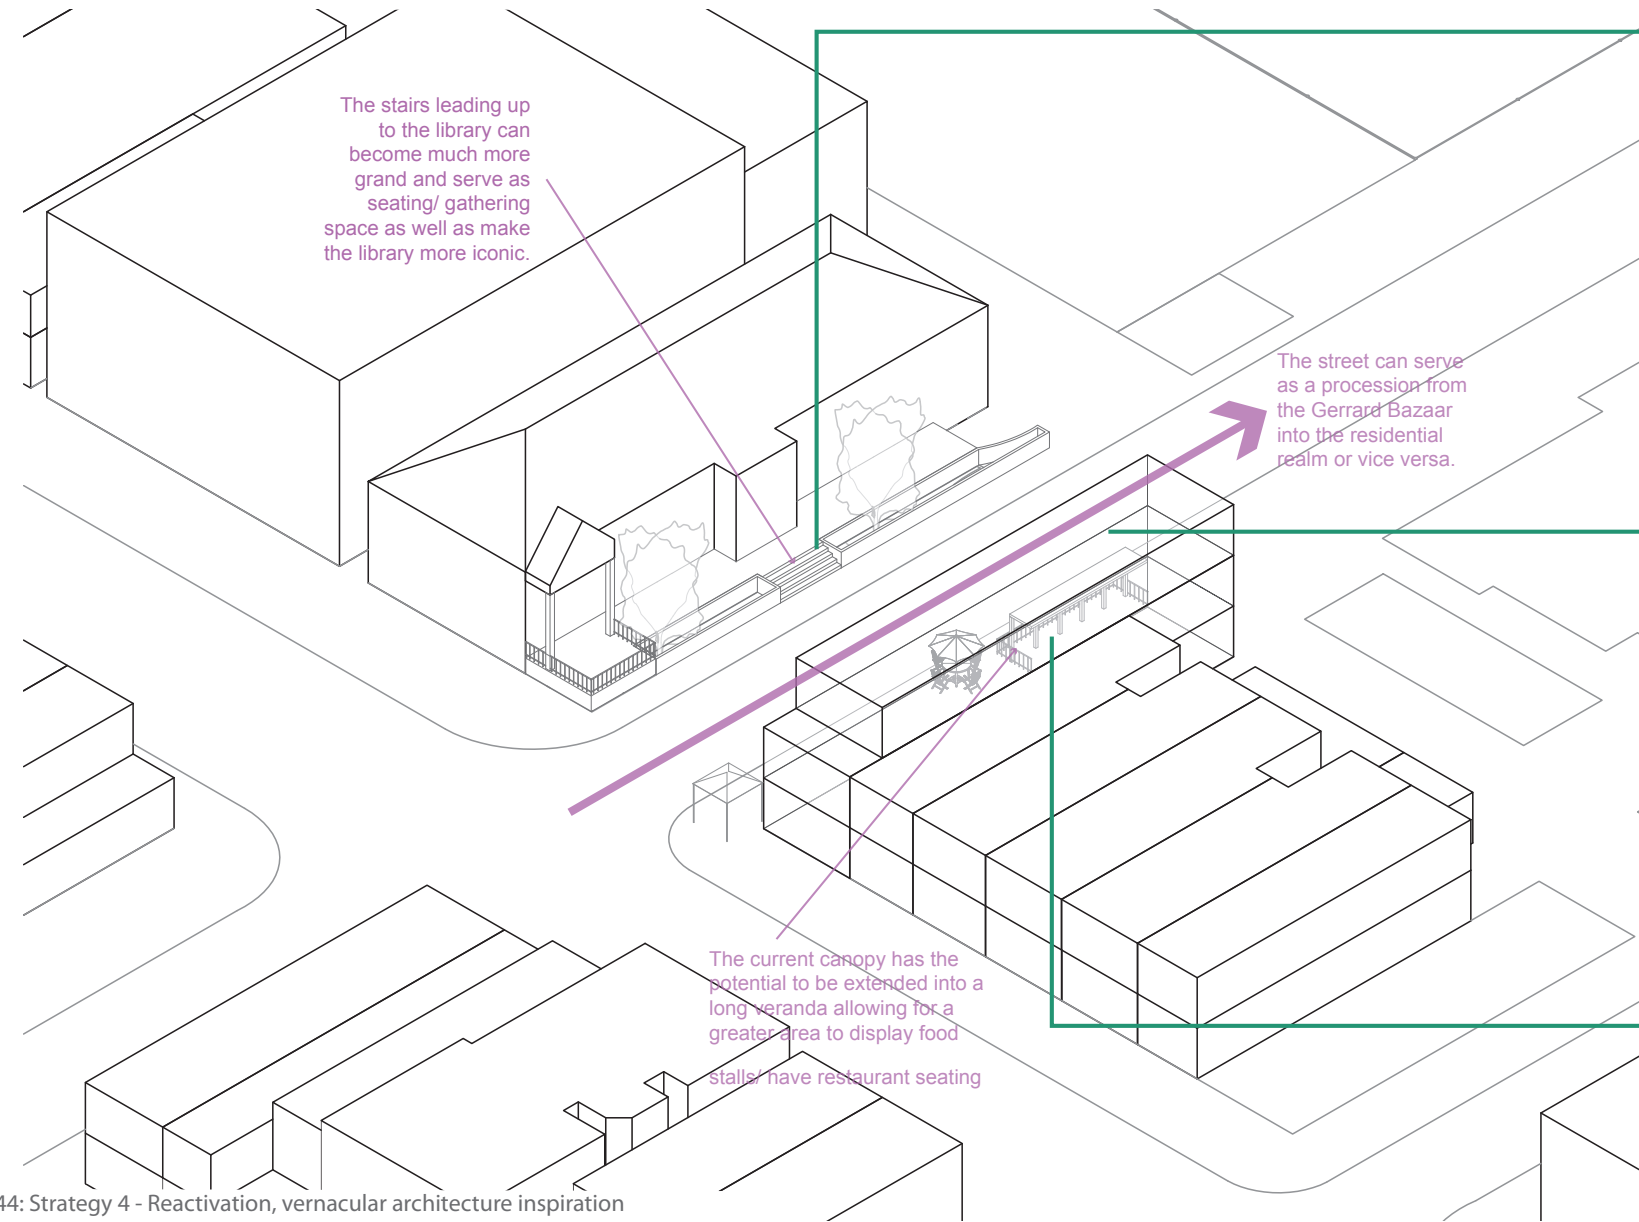 The stairs leading up
to the library can
become much more
grand and serve as
seating/ gathering
space as well as make
the library more iconic.
The street can serve
as a procession from
the Gerrard Bazaar
into the residential
realm or vice versa.
The current canopy has the
potential to be extended into a
long veranda allowing for a
greater area to display food
stalls/ have restaurant seating
44: Strategy 4 - Reactivation, vernacular architecture inspiration